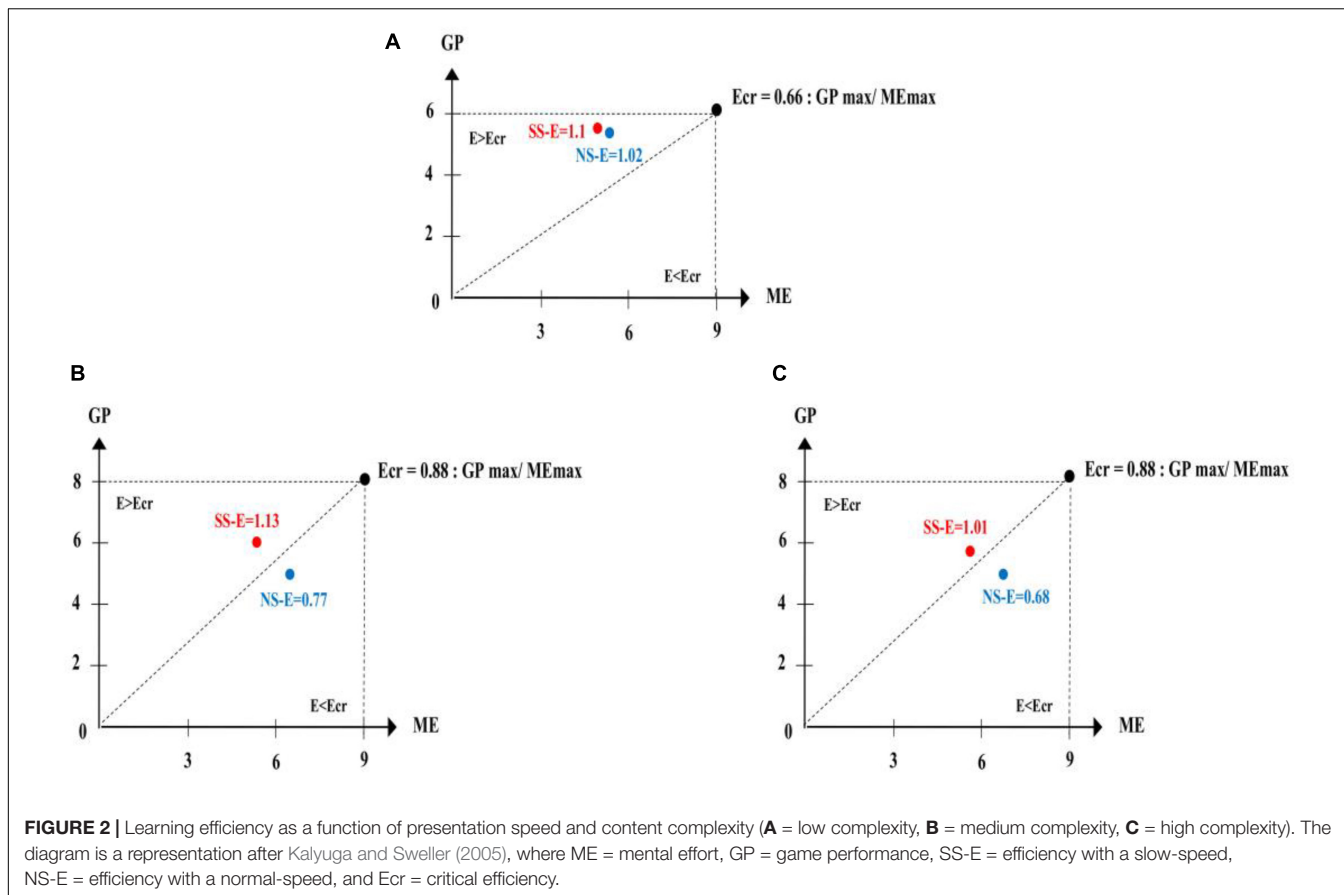 A
GP
Ecr = 0.66 : GP max/ MEmax
6
SS-E=1.1
E>Ecr
NS-E=1.02
4
2
E<Ecr
0
ME
3 6 9
B
GP
Ecr = 0.88 : GP max/ MEmax
8
E>Ecr
SS-E=1.13
6
NS-E=0.77
4
2
E<Ecr
0
ME
3 6 9
C
GP
Ecr = 0.88 : GP max/ MEmax
8
E>Ecr
SS-E=1.01
6
NS-E=0.68
4
2
E<Ecr
0
ME
3 6 9
FIGURE 2 | Learning efficiency as a function of presentation speed and content complexity (A = low complexity, B = medium complexity, C = high complexity). The
diagram is a representation after Kalyuga and Sweller (2005), where ME = mental effort, GP = game performance, SS-E = efficiency with a slow-speed,
NS-E = efficiency with a normal-speed, and Ecr = critical efficiency.